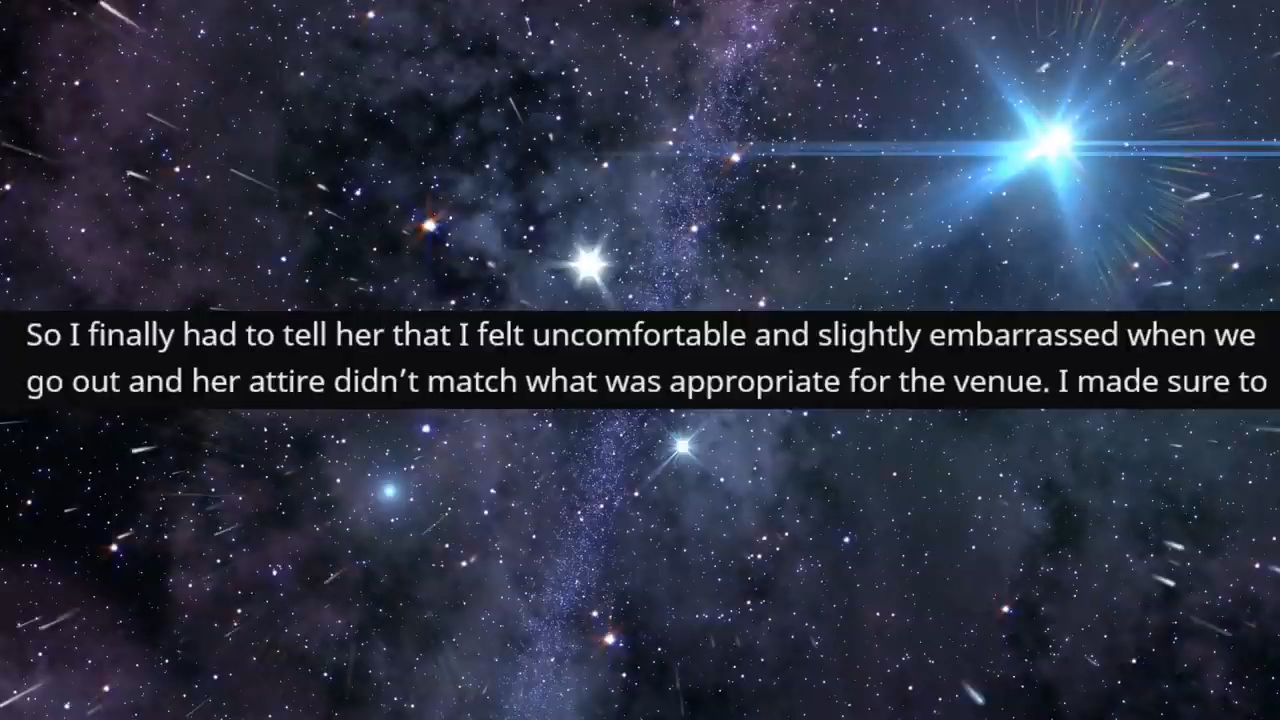 So I finally had to tell her that I felt uncomfortable and slightly embarrassed when we
go out and her attire didn’t match what was appropriate for the venue. I made sure to